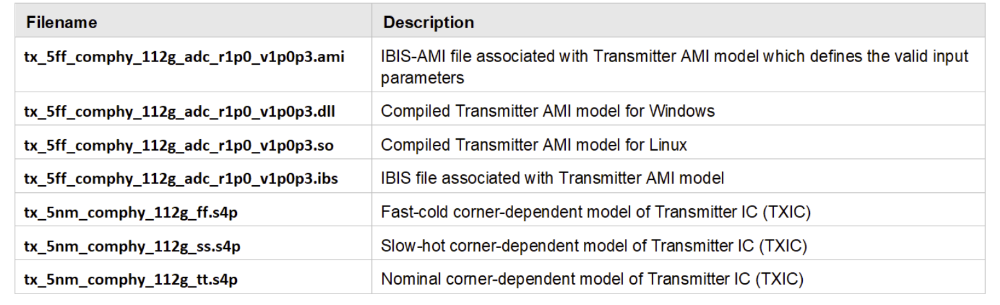 Filename Description
tx_5ff_comphy_112g_adc_r1p0_v1p0p3.ami IBIS-AMI file associated with Transmitter AMI model which defines the valid input
parameters
tx_5ff_comphy_112g_adc_r1p0_v1p0p3.dll Compiled Transmitter AMI model for Windows
tx_5ff_comphy_112g_adc_r1p0_v1p0p3.so Compiled Transmitter AMI model for Linux
tx_5ff_comphy_112g_adc_r1p0_v1p0p3.ibs IBIS file associated with Transmitter AMI model
tx_5nm_comphy_112g_ff.s4p Fast-cold corner-dependent model of Transmitter IC (TXIC)
tx_5nm_comphy_112g_ss.s4p Slow-hot corner-dependent model of Transmitter IC (TXIC)
tx_5nm_comphy_112g_tt.s4p Nominal corner-dependent model of Transmitter IC (TXIC)